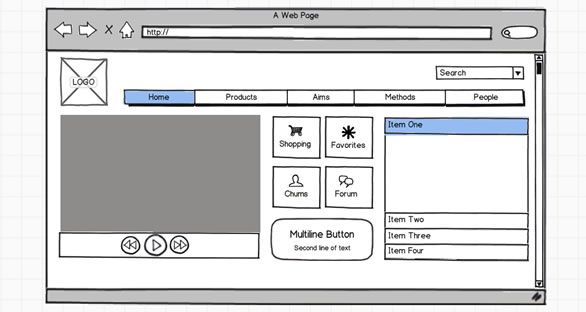 A Web Page
http://
LOGO
Search
Home
Products
Aims
Methods
People
Shopping
Favorites
Chums
Forum
Multiline Button
Second line of text
Item One
Item Two
Item Three
Item Four